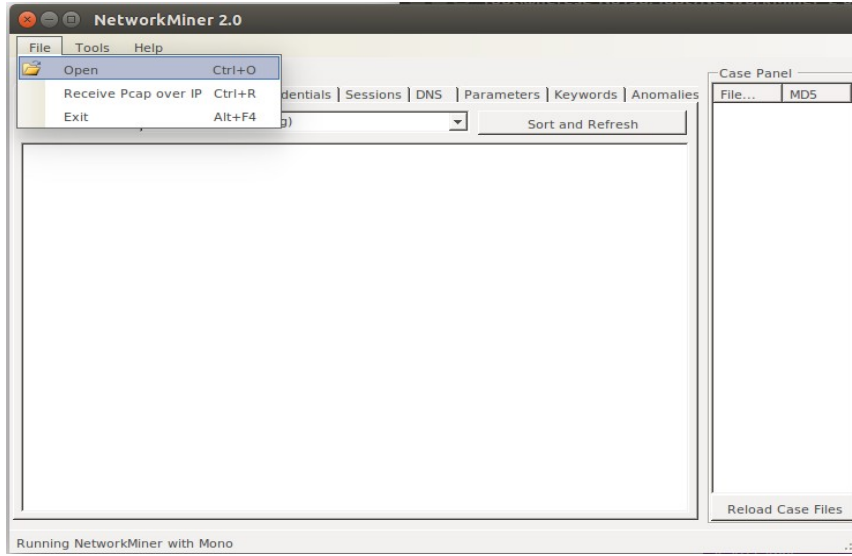 NetworkMiner 2.0
File Tools Help
Open Ctrl+O
Receive Pcap over IP Ctrl+R
Exit Alt+F4
dentials Sessions DNS Parameters Keywords Anomalies
g)
Sort and Refresh
Case Panel
File... MD5
Reload Case Files
Running NetworkMiner with Mono